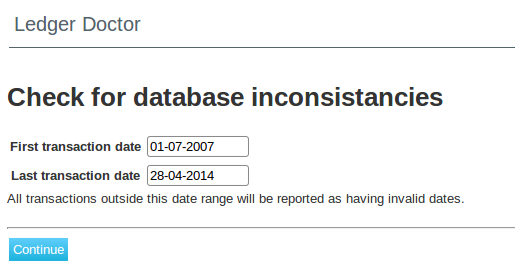 Ledger Doctor
Check for database inconsistancies
First transaction date 01-07-2007
Last transaction date 28-04-2014
All transactions outside this date range will be reported as having invalid dates.
Continue